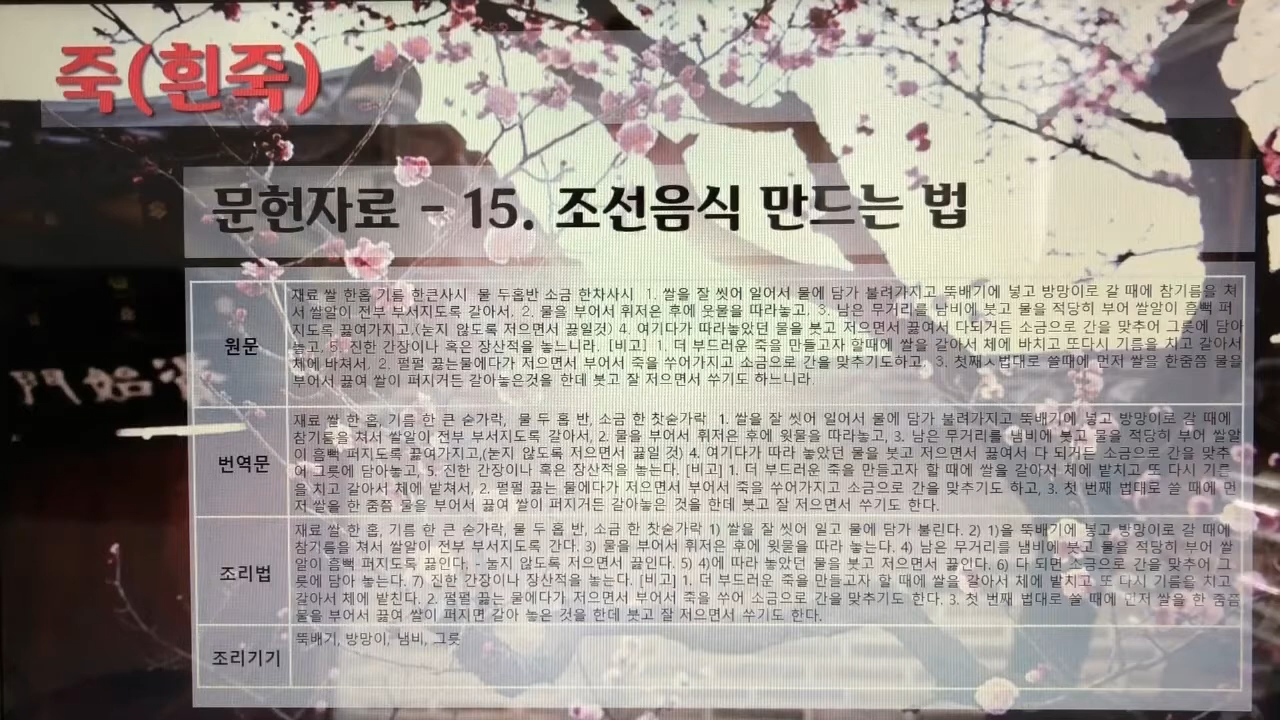 죽(흰죽)
문헌자료 - 15. 조선음식 만드는 법
원문
재료 쌀 한홉 기름 한큰사시 물 두홉반 소금 한차사시 1. 쌀을 잘 씻어 일어서 물에 담가 불려가지고 뚝배기에 넣고 방망이로 갈 때에 참기름을 쳐
서 쌀알이 전부 부서지도록 갈아서, 2. 물을 부어서 휘저은 후에 웃물을 따라놓고, 3. 남은 무거리를 남비에 붓고 물을 적당히 부어 쌀알이 흠뻑 퍼
지도록 끓여가지고,(눋지 않도록 저으면서 끓일것) 4. 여기다가 따라놓았던 물을 붓고 저으면서 끓여서 다되거든 소금으로 간을 맞추어 그릇에 담아
놓고, 5. 진한 간장이나 혹은 장산적을 놓느니라. [비고] 1. 더 부드러운 죽을 만들고자 할때에 쌀을 갈아서 체에 바치고 또다시 기름을 치고 갈아서
체에 바쳐서, 2. 펄펄 끓는물에다가 저으면서 부어서 죽을 쑤어가지고 소금으로 간을 맞추기도하고, 3. 첫째ㅅ법대로 쑬때에 먼저 쌀을 한줌쯤 물을
부어서 끓여 쌀이 퍼지거든 갈아놓은것을 한데 붓고 잘 저으면서 쑤기도 하느니라.
번역문
재료 쌀 한 홉, 기름 한 큰 숟가락, 물 두 홉 반, 소금 한 찻숟가락 1. 쌀을 잘 씻어 일어서 물에 담가 불려가지고 뚝배기에 넣고 방망이로 갈 때에
참기름을 쳐서 쌀알이 전부 부서지도록 갈아서, 2. 물을 부어서 휘저은 후에 윗물을 따라놓고, 3. 남은 무거리를 냄비에 붓고 물을 적당히 부어 쌀알
이 흠뻑 퍼지도록 끓여가지고,(눋지 않도록 저으면서 끓일 것) 4. 여기다가 따라 놓았던 물을 붓고 저으면서 끓여서 다 되거든 소금으로 간을 맞추
어 그릇에 담아놓고, 5. 진한 간장이나 혹은 장산적을 놓는다. [비고] 1. 더 부드러운 죽을 만들고자 할 때에 쌀을 갈아서 체에 밭치고 또 다시 기름
을 치고 갈아서 체에 밭쳐서, 2. 펄펄 끓는 물에다가 저으면서 부어서 죽을 쑤어가지고 소금으로 간을 맞추기도 하고, 3. 첫 번째 법대로 쑬 때에 먼
저 쌀을 한 줌쯤 물을 부어서 끓여 쌀이 퍼지거든 갈아놓은 것을 한데 붓고 잘 저으면서 쑤기도 한다.
조리법
재료 쌀 한 홉, 기름 한 큰 숟가락, 물 두 홉 반, 소금 한 찻숟가락 1) 쌀을 잘 씻어 일고 물에 담가 불린다. 2) 1)을 뚝배기에 넣고 방망이로 갈 때에
참기름을 쳐서 쌀알이 전부 부서지도록 간다. 3) 물을 부어서 휘저은 후에 윗물을 따라 놓는다. 4) 남은 무거리를 냄비에 붓고 물을 적당히 부어 쌀
알이 흠뻑 퍼지도록 끓인다. - 눌지 않도록 저으면서 끓인다. 5) 4)에 따라 놓았던 물을 붓고 저으면서 끓인다. 6) 다 되면 소금으로 간을 맞추어 그
릇에 담아 놓는다. 7) 진한 간장이나 장산적을 놓는다. [비고] 1. 더 부드러운 죽을 만들고자 할 때에 쌀을 갈아서 체에 밭치고 또 다시 기름을 치고
갈아서 체에 밭친다. 2. 펄펄 끓는 물에다가 저으면서 부어서 죽을 쑤어 소금으로 간을 맞추기도 한다. 3. 첫 번째 법대로 쑬 때에 먼저 쌀을 한 줌쯤
물을 부어서 끓여 쌀이 퍼지면 갈아 놓은 것을 한데 붓고 잘 저으면서 쑤기도 한다.
조리기기
뚝배기, 방망이, 냄비, 그릇